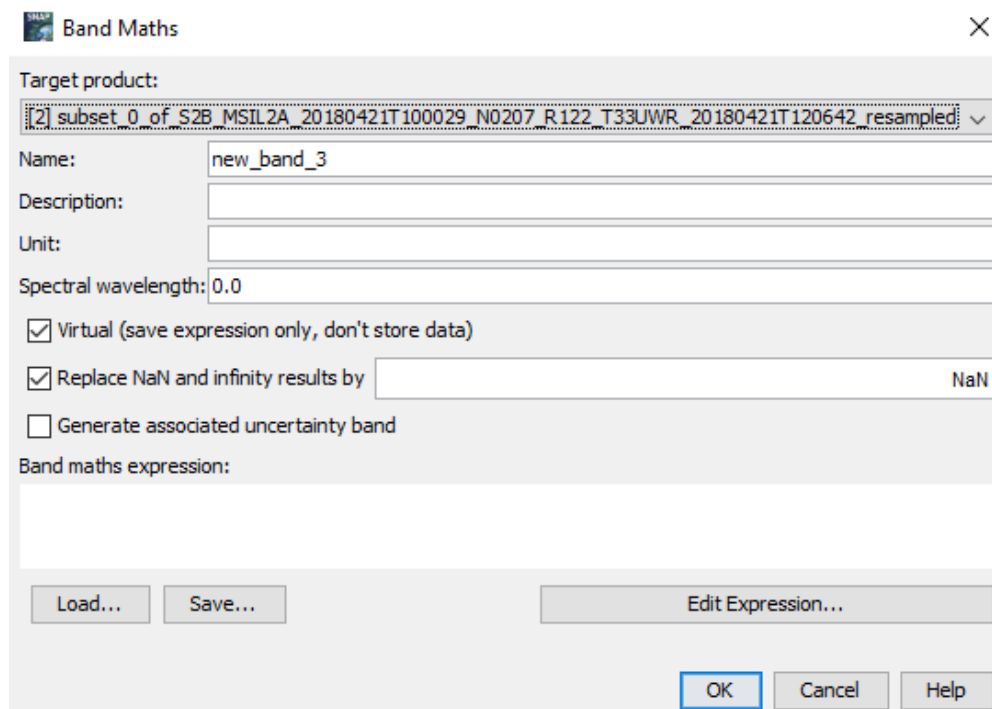 SNAP
Band Maths
Target product:
[2] subset_0_of_S2B_MSIL2A_20180421T100029_N0207_R122_T33UWR_20180421T120642_resampled
Name: new_band_3
Description:
Unit:
Spectral wavelength: 0.0
Virtual (save expression only, don't store data)
Replace NaN and infinity results by NaN
Generate associated uncertainty band
Band maths expression:
Load... Save... Edit Expression...
OK Cancel Help